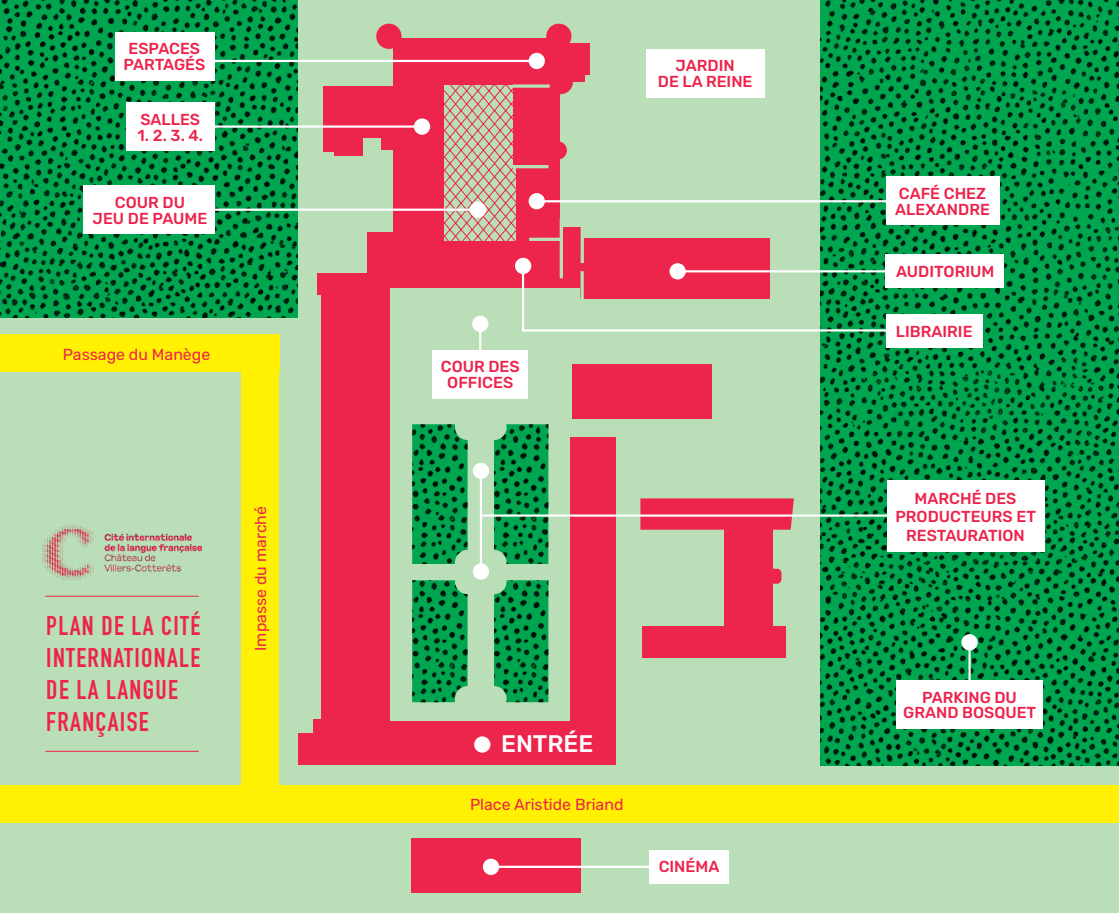 ESPACES
PARTAGÉS
JARDIN
DE LA REINE
SALLES
1. 2. 3. 4.
COUR DU
JEU DE PAUME
CAFÉ CHEZ
ALEXANDRE
AUDITORIUM
LIBRAIRIE
Passage du Manège
COUR DES
OFFICES
MARCHÉ DES
PRODUCTEURS ET
RESTAURATION
Impasse du marché
Cité internationale
de la langue française
Château de
Villers-Cotterêts
PLAN DE LA CITÉ
INTERNATIONALE
DE LA LANGUE
FRANÇAISE
PARKING DU
GRAND BOSQUET
ENTRÉE
Place Aristide Briand
CINÉMA